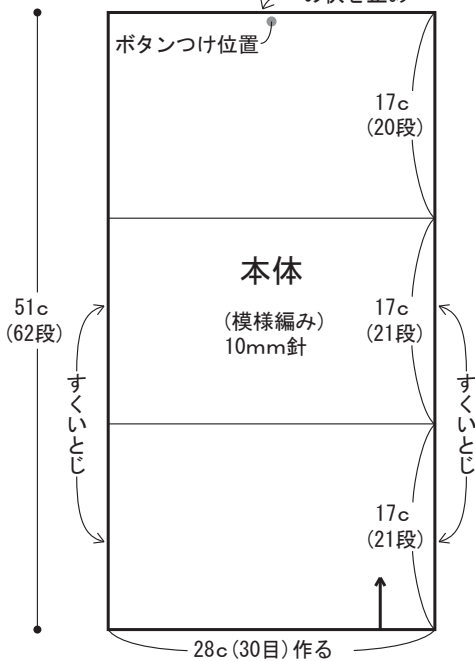 ボタンつけ位置
17c
(20段)
本体
(模様編み)
10mm針
51c
(62段)
17c
(21段)
すくいとじ
すくいとじ
17c
(21段)
28c(30目)作る